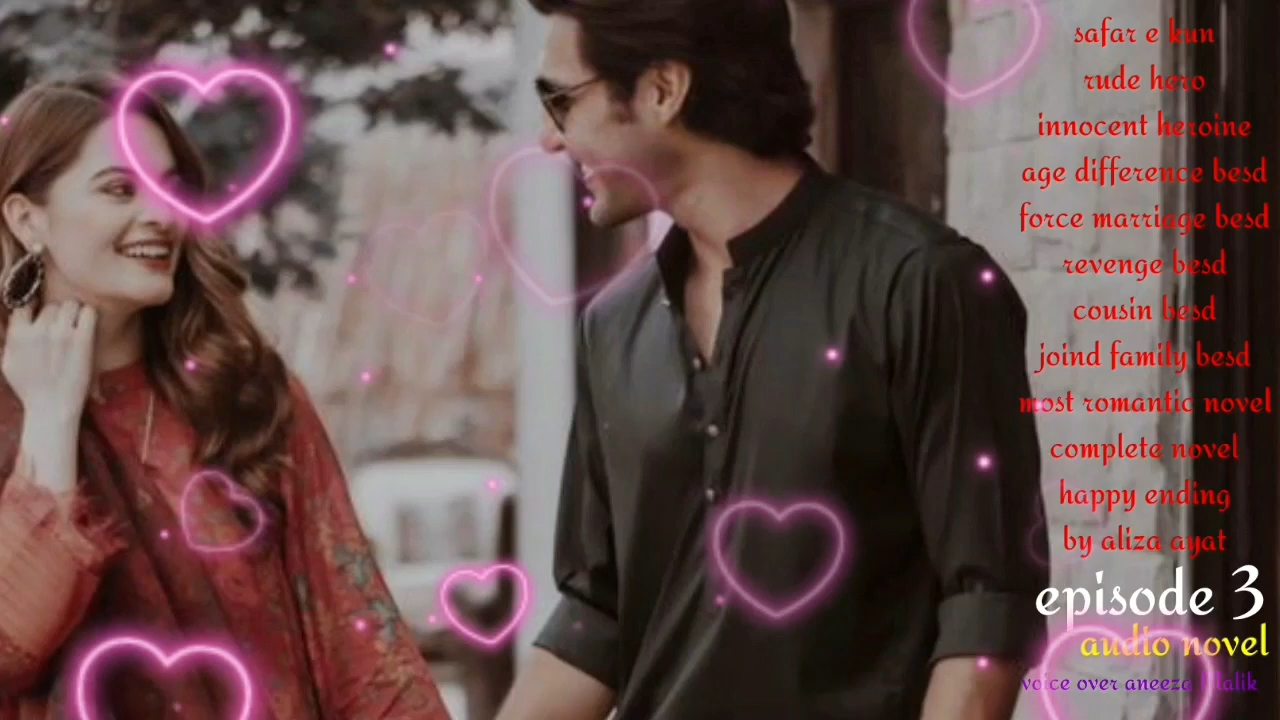 safar e kun
rude hero
innocent heroine
age difference besd
force marriage besd
revenge besd
cousin besd
joind family besd
most romantic novel
complete novel
happy ending
by aliza ayat
episode 3
audio novel
voice over aneeza